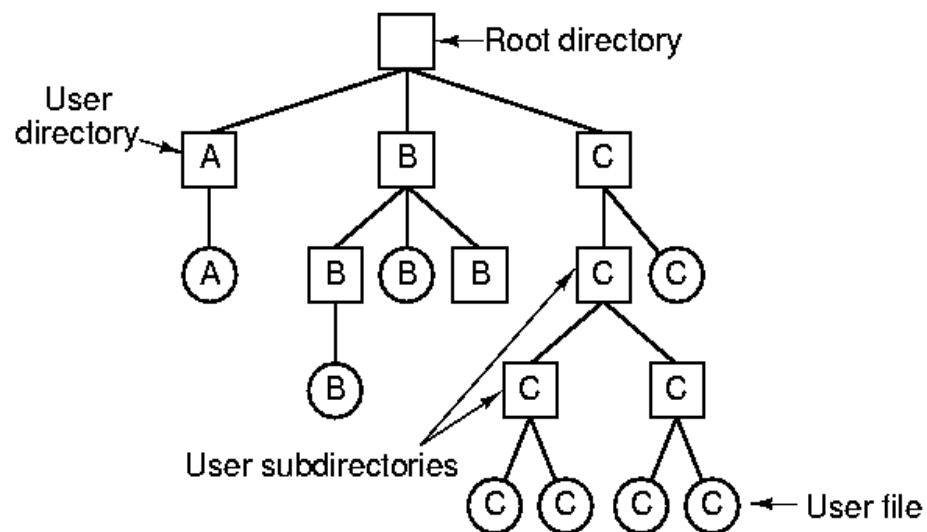 Root directory
User
directory
A
B
C
A
B
B
B
C
C
B
C
C
User subdirectories
C
C
C
C
User file